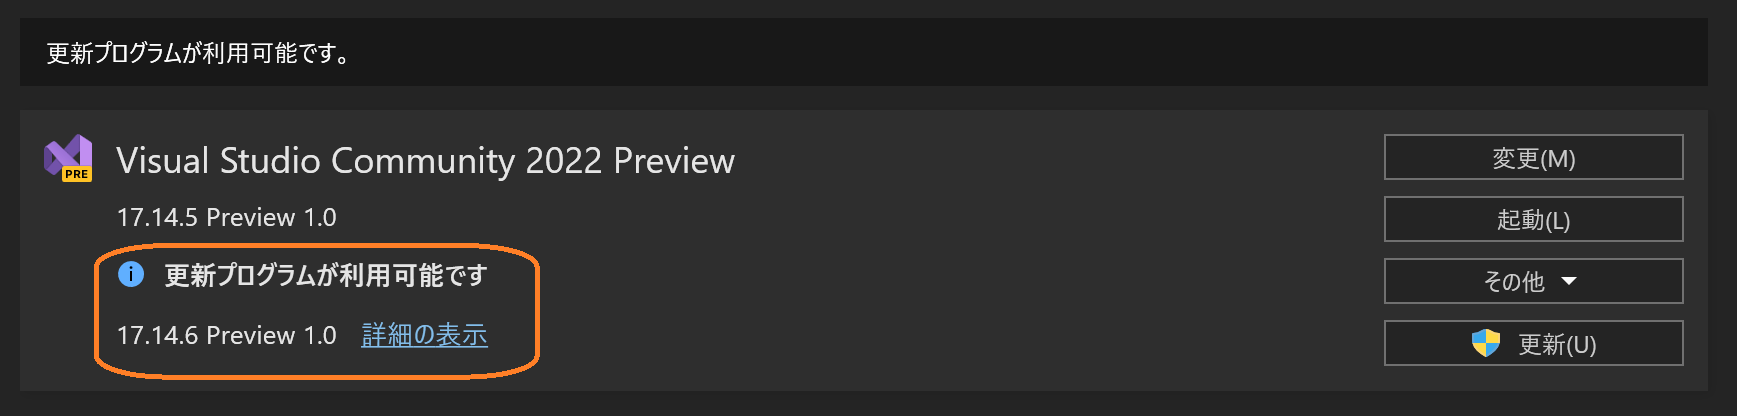 更新プログラムが利用可能です。
Visual Studio Community 2022 Preview
PRE
17.14.5 Preview 1.0
更新プログラムが利用可能です
17.14.6 Preview 1.0 詳細の表示
変更(M)
起動(L)
その他
更新(U)